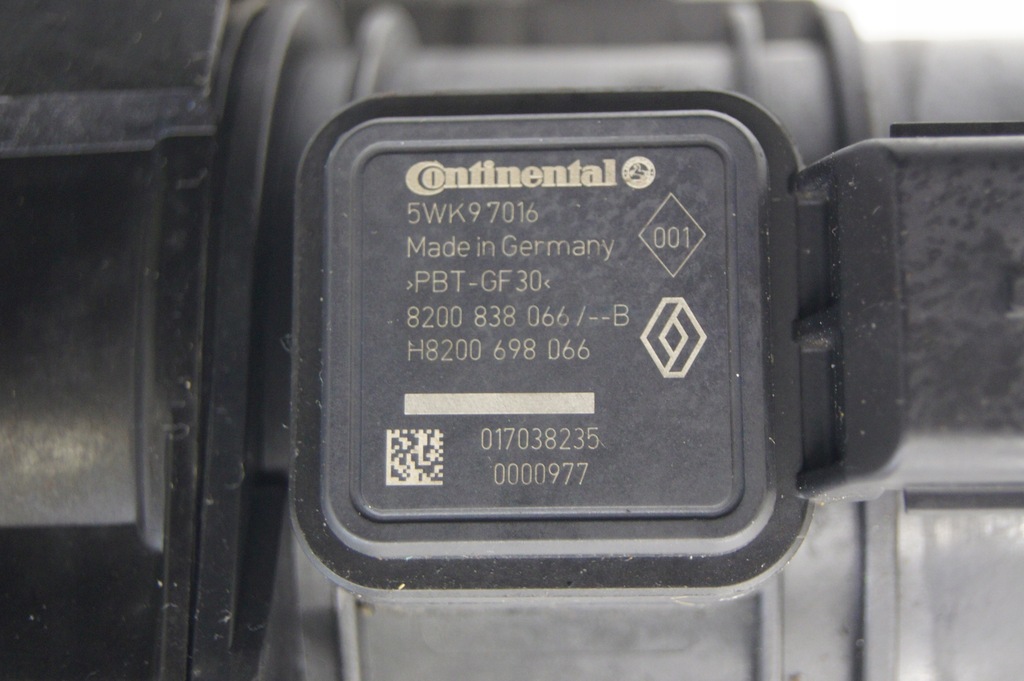 Continental
5WK9 7016
Made in Germany
001
>PBT-GF30<
8200 838 066/--B
H8200 698 066
017038235
0000977